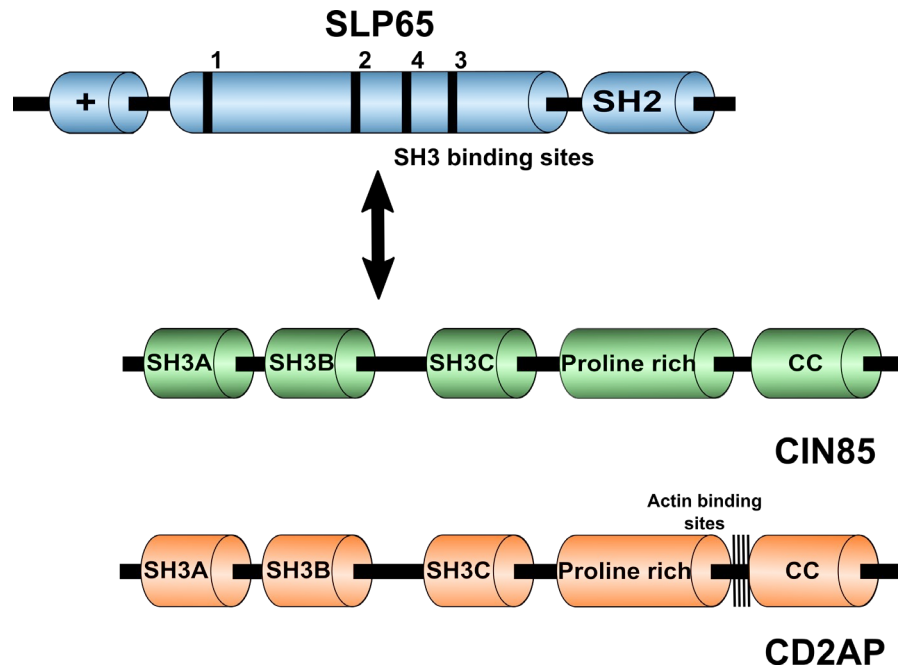 SLP65
1 2 4 3
+ SH2
SH3 binding sites
SH3A SH3B SH3C Proline rich CC
CIN85
Actin binding
sites
SH3A SH3B SH3C Proline rich CC
CD2AP